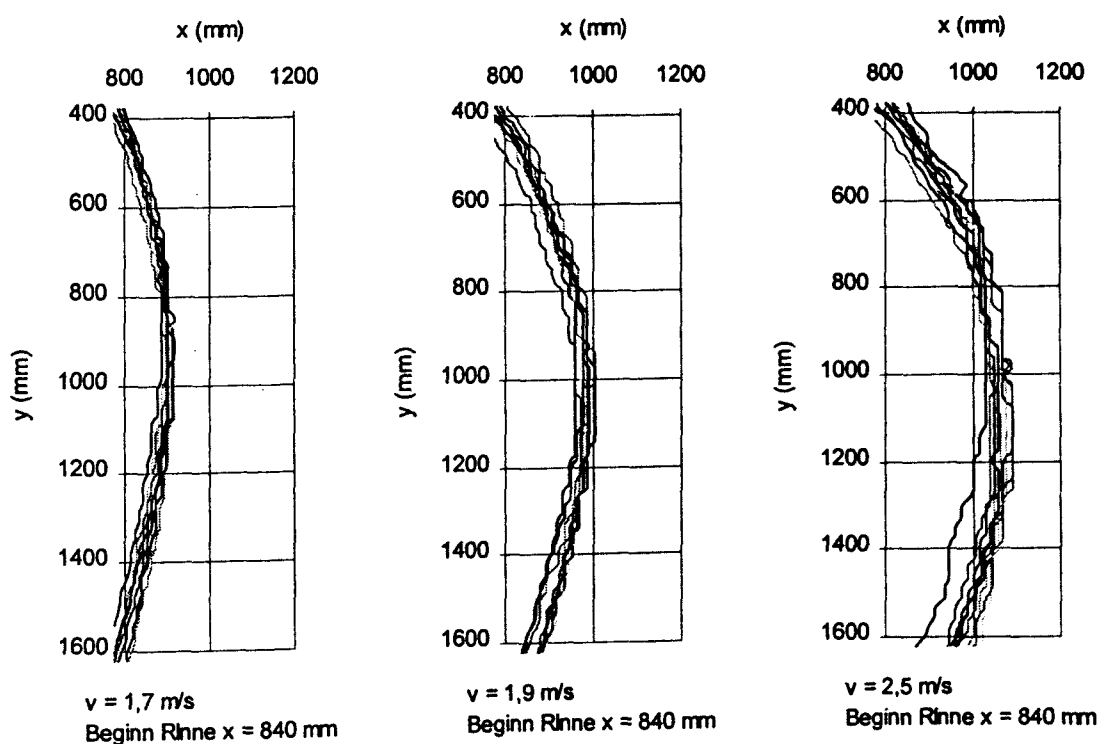 x (mm)
800 1000 1200
400
600
800
1000
1200
1400
1600
y (mm)
v = 1,7 m/s
Beginn Rinne x = 840 mm
x (mm)
800 1000 1200
400
600
800
1000
1200
1400
1600
y (mm)
v = 1,9 m/s
Beginn Rinne x = 840 mm
x (mm)
800 1000 1200
400
600
800
1000
1200
1400
1600
y (mm)
v = 2,5 m/s
Beginn Rinne x = 840 mm